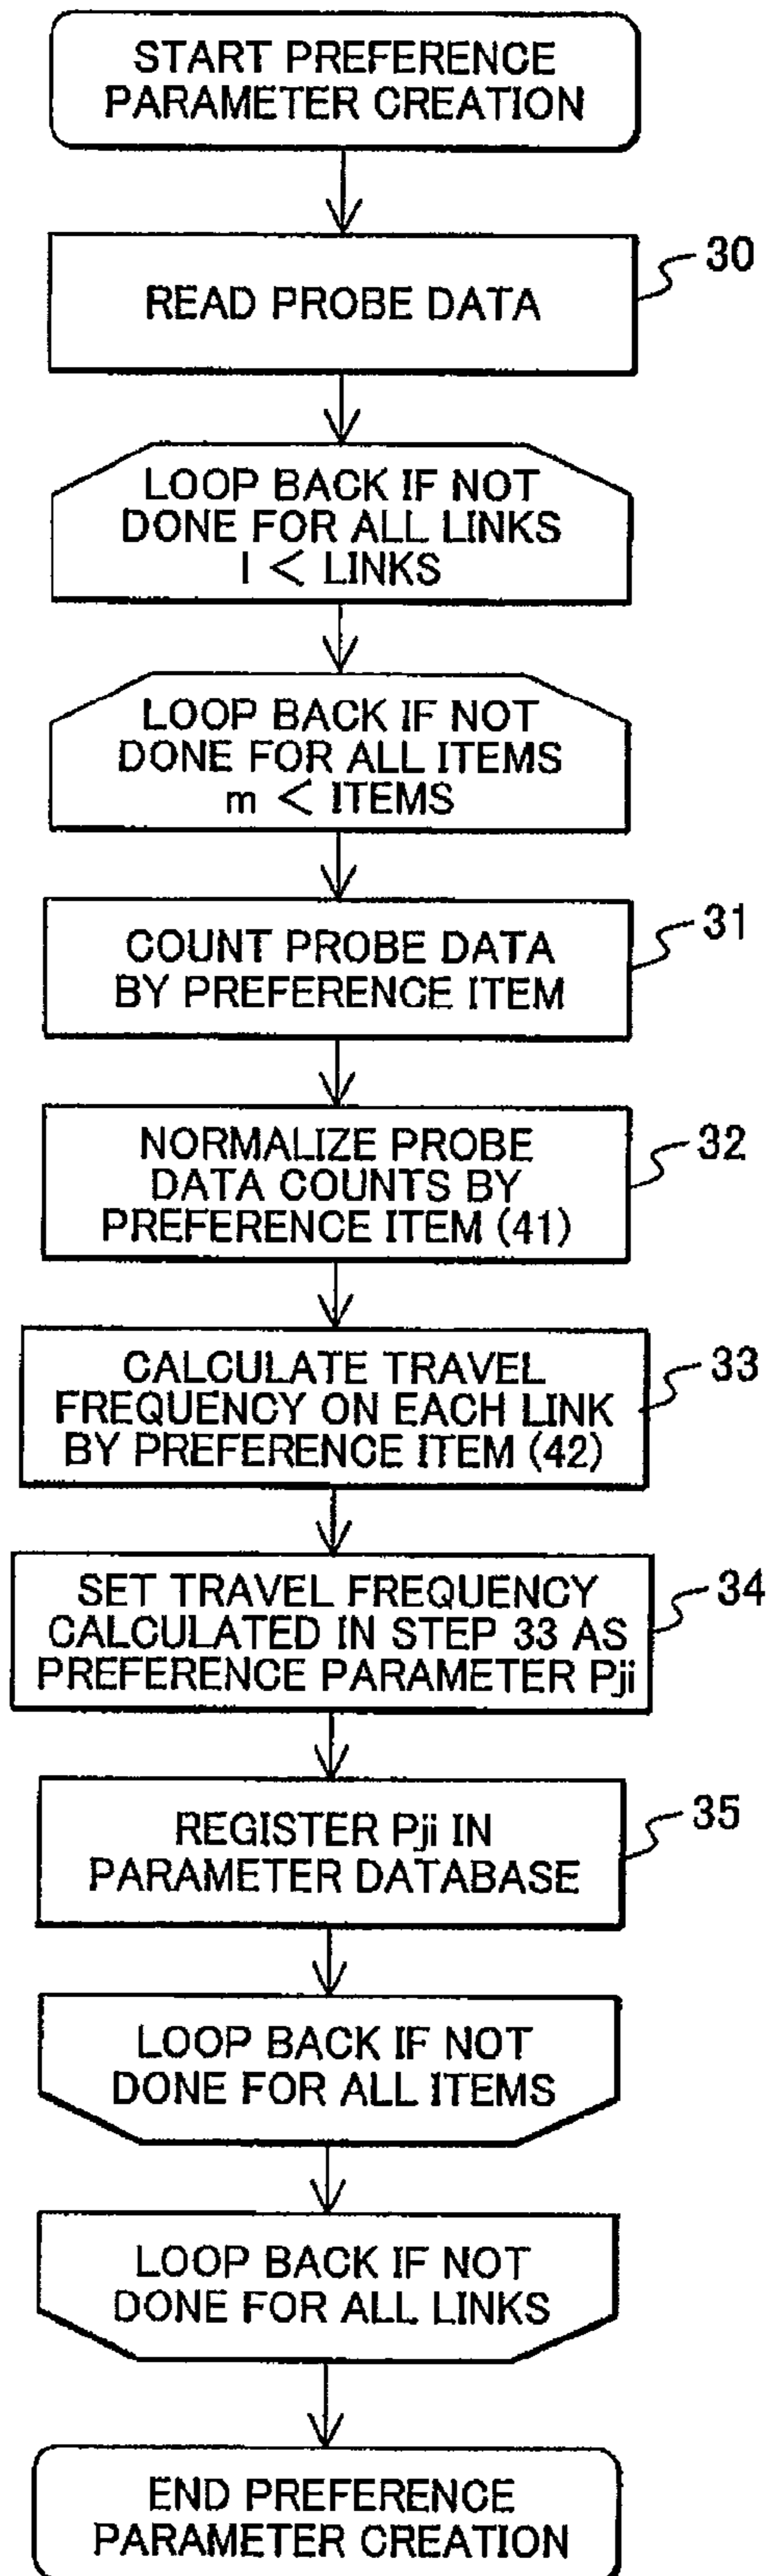 START PREFERENCE
PARAMETER CREATION
30
READ PROBE DATA
LOOP BACK IF NOT
DONE FOR ALL LINKS
l < LINKS
LOOP BACK IF NOT
DONE FOR ALL ITEMS
m < ITEMS
31
COUNT PROBE DATA
BY PREFERENCE ITEM
32
NORMALIZE PROBE
DATA COUNTS BY
PREFERENCE ITEM (41)
33
CALCULATE TRAVEL
FREQUENCY ON EACH LINK
BY PREFERENCE ITEM (42)
34
SET TRAVEL FREQUENCY
CALCULATED IN STEP 33 AS
PREFERENCE PARAMETER Pji
35
REGISTER Pji IN
PARAMETER DATABASE
LOOP BACK IF NOT
DONE FOR ALL ITEMS
LOOP BACK IF NOT
DONE FOR ALL LINKS
END PREFERENCE
PARAMETER CREATION